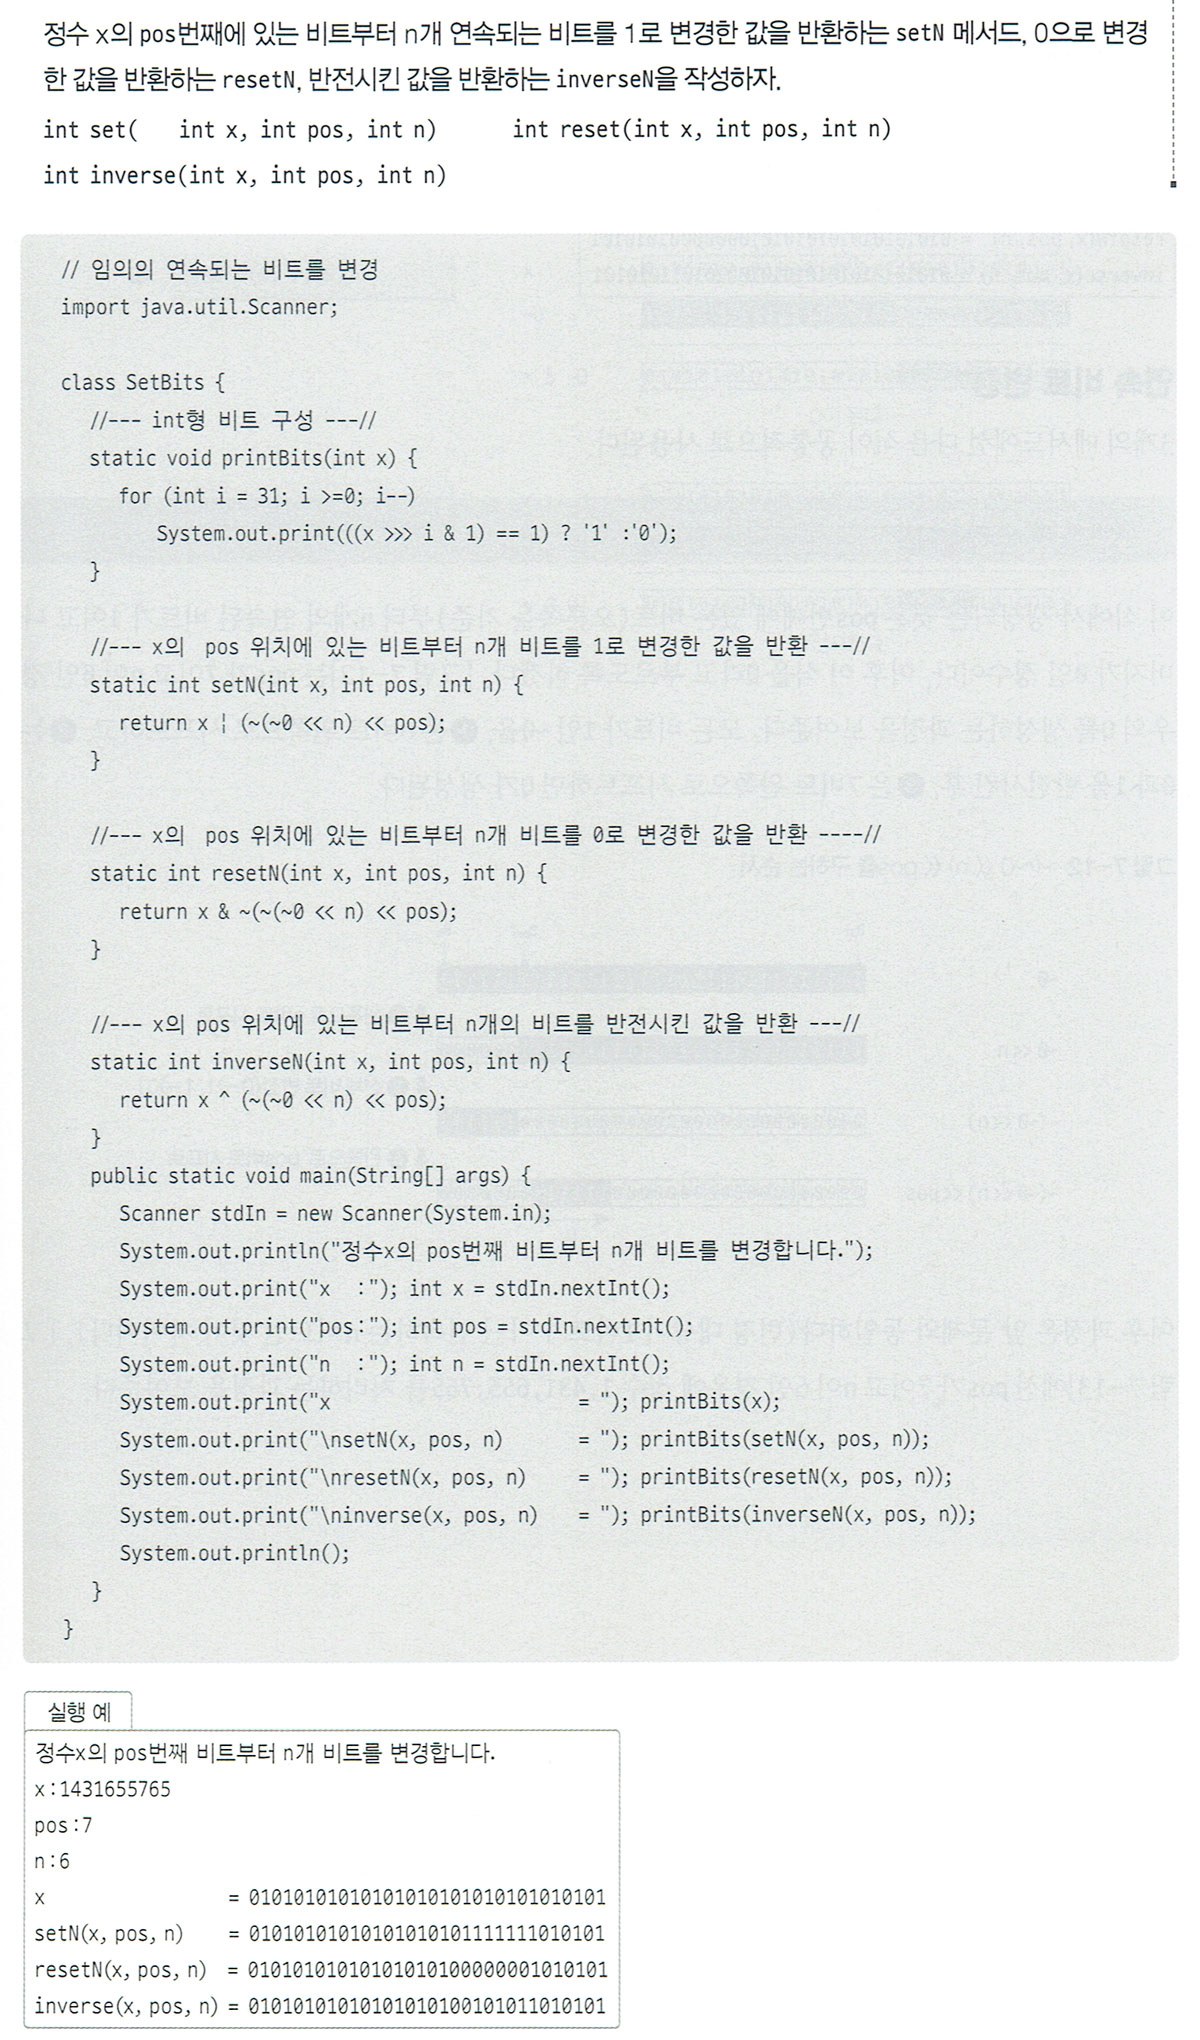 정수 x의 pos번째에 있는 비트부터 n개 연속되는 비트를 1로 변경한 값을 반환하는 setN 메서드, 0으로 변경
한 값을 반환하는 resetN, 반전시킨 값을 반환하는 inverseN을 작성하자.
int set(   int x, int pos, int n)      int reset(int x, int pos, int n)
int inverse(int x, int pos, int n)
// 임의의 연속되는 비트를 변경
import java.util.Scanner;
class SetBits {
//--- int형 비트 구성 ---//
static void printBits(int x) {
for (int i = 31; i >=0; i--)
System.out.print(((x >>> i & 1) == 1) ? '1' :'0');
}
//--- x의  pos 위치에 있는 비트부터 n개 비트를 1로 변경한 값을 반환 ---//
static int setN(int x, int pos, int n) {
return x ¦ (~(~0 << n) << pos);
}
//--- x의  pos 위치에 있는 비트부터 n개 비트를 0로 변경한 값을 반환 ----//
static int resetN(int x, int pos, int n) {
return x & ~(~(~0 << n) << pos);
}
//--- x의 pos 위치에 있는 비트부터 n개의 비트를 반전시킨 값을 반환 ---//
static int inverseN(int x, int pos, int n) {
return x ^ (~(~0 << n) << pos);
}
public static void main(String[] args) {
Scanner stdIn = new Scanner(System.in);
System.out.println("정수x의 pos번째 비트부터 n개 비트를 변경합니다.");
System.out.print("x  :"); int x = stdIn.nextInt();
System.out.print("pos:"); int pos = stdIn.nextInt();
System.out.print("n  :"); int n = stdIn.nextInt();
System.out.print("x                     = "); printBits(x);
System.out.print("\nsetN(x, pos, n)      = "); printBits(setN(x, pos, n));
System.out.print("\nresetN(x, pos, n)    = "); printBits(resetN(x, pos, n));
System.out.print("\ninverse(x, pos, n)   = "); printBits(inverseN(x, pos, n));
System.out.println();
}
}
실행 예
정수x의 pos번째 비트부터 n개 비트를 변경합니다.
x:1431655765
pos:7
n:6
x                  = 01010101010101010101010101010101
setN(x, pos, n)    = 01010101010101010101111111010101
resetN(x, pos, n)  = 01010101010101010100000001010101
inverse(x, pos, n) = 01010101010101010100101011010101